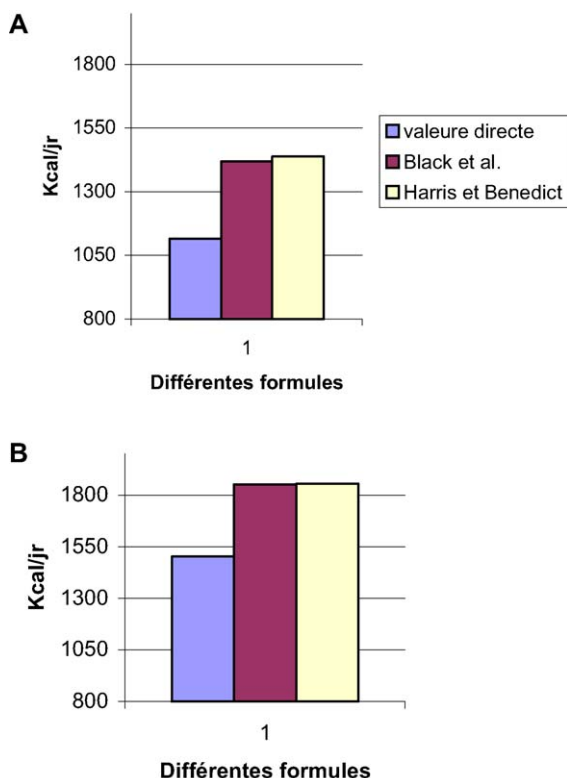 A
1800
1550
1300
1050
800
Kcal/jr
1
Différentes formules
valeure directe
Black et al.
Harris et Benedict
B
1800
1550
1300
1050
800
Kcal/jr
1
Différentes formules